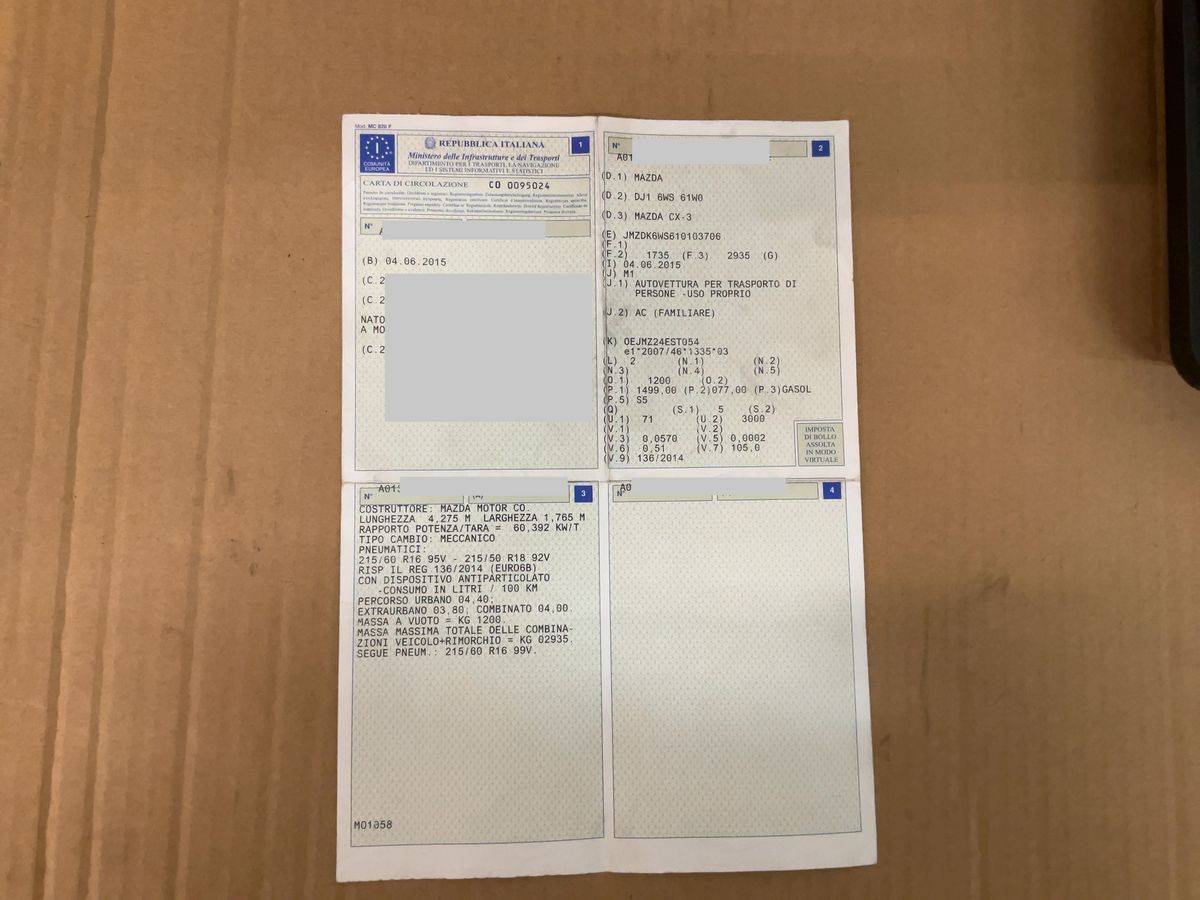 Mod. MC 820 F
REPUBBLICA ITALIANA
1
Ministero delle Infrastrutture e dei Trasporti
DIPARTIMENTO PER I TRASPORTI, LA NAVIGAZIONE
ED I SISTEMI INFORMATIVI E STATISTICI
I
COMUNITÀ
EUROPEA
CARTA DI CIRCOLAZIONE CO 0095024
N°
(B) 04.06.2015
(C.2
(C.2
NATO
A MO
(C.2
N° 2
A01
(D.1) MAZDA
(D.2) DJ1 6WS 61W0
(D.3) MAZDA CX-3
(E) JMZDK6WS610103706
(F.1)
(F.2) 1735 (F.3) 2935 (G)
(I) 04.06.2015
(J) M1
(J.1) AUTOVETTURA PER TRASPORTO DI
PERSONE -USO PROPRIO
(J.2) AC (FAMILIARE)
(K) OEJMZ24EST054
e1*2007/46*1335*03
(L) 2 (N.1) (N.2)
(N.3) (N.4) (N.5)
(O.1) 1200 (O.2)
(P.1) 1499,00 (P.2)077,00 (P.3)GASOL
(P.5) S5
(Q) (S.1) 5 (S.2)
(U.1) 71 (U.2) 3000
(V.1) (V.2)
(V.3) 0,0570 (V.5) 0,0002
(V.6) 0,51 (V.7) 105,0
(V.9) 136/2014
IMPOSTA
DI BOLLO
ASSOLTA
IN MODO
VIRTUALE
A01
N° (A) 3
COSTRUTTORE: MAZDA MOTOR CO.
LUNGHEZZA 4,275 M LARGHEZZA 1,765 M
RAPPORTO POTENZA/TARA = 60,392 KW/T
TIPO CAMBIO: MECCANICO
PNEUMATICI:
215/60 R16 95V - 215/50 R18 92V
RISP IL REG 136/2014 (EURO6B)
CON DISPOSITIVO ANTIPARTICOLATO
-CONSUMO IN LITRI / 100 KM
PERCORSO URBANO 04,40;
EXTRAURBANO 03,80; COMBINATO 04,00.
MASSA A VUOTO = KG 1200.
MASSA MASSIMA TOTALE DELLE COMBINA-
ZIONI VEICOLO+RIMORCHIO = KG 02935.
SEGUE PNEUM.: 215/60 R16 99V.
M01058
A0
N° 4